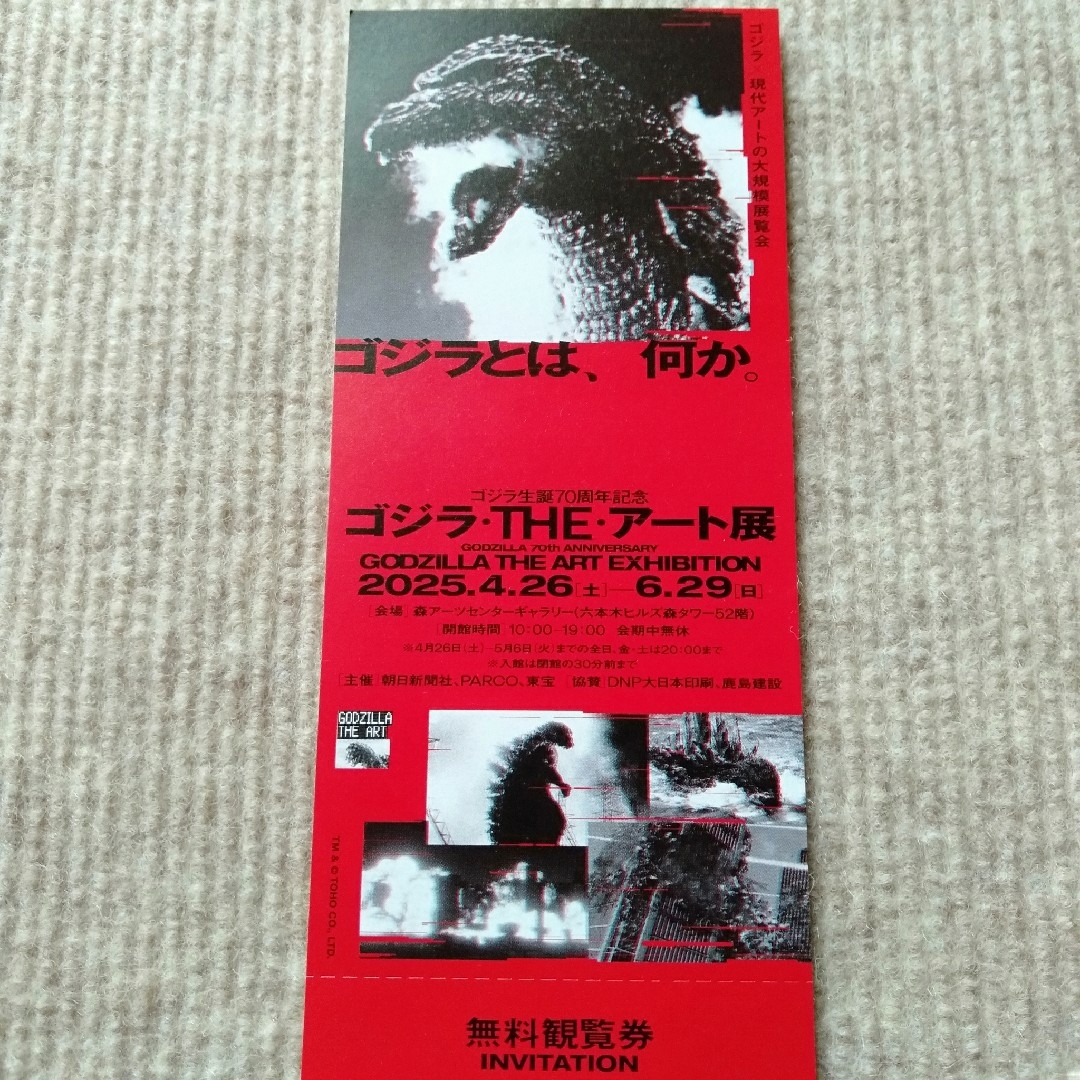 ゴジラ×現代アートの大規模展覧会
ゴジラとは、何か。
ゴジラ生誕70周年記念
ゴジラ・THE・アート展
GODZILLA 70th ANNIVERSARY
GODZILLA THE ART EXHIBITION
2025.4.26[土]—6.29[日]
[会場] 森アーツセンターギャラリー(六本木ヒルズ森タワー52階)
[開館時間] 10:00-19:00 会期中無休
※4月26日(土)–5月6日(火)までの全日、金・土は20:00まで
※入館は閉館の30分前まで
[主催] 朝日新聞社、PARCO、東宝 [協賛] DNP大日本印刷、鹿島建設
GODZILLA
THE ART
TM & © TOHO CO., LTD.
無料観覧券
INVITATION